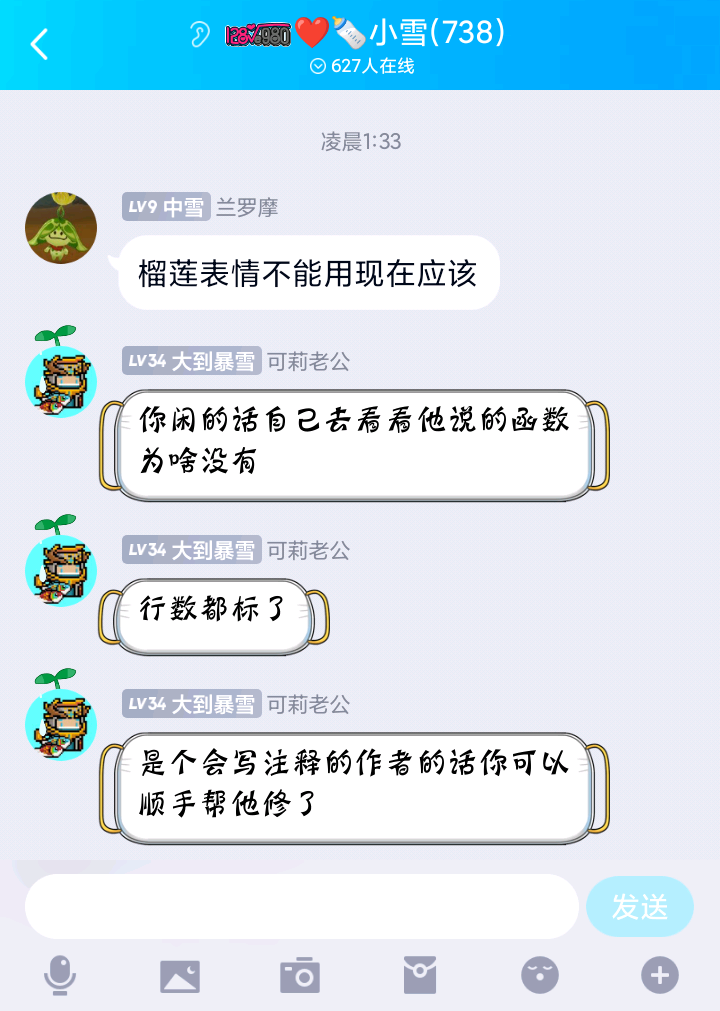 小雪(738)
627人在线
凌晨1:33
LV9 中雪 兰罗摩
榴莲表情不能用现在应该
LV34 大到暴雪 可莉老公
你闲的话自己去看看他说的函数
为啥没有
LV34 大到暴雪 可莉老公
行数都标了
LV34 大到暴雪 可莉老公
是个会写注释的作者的话你可以
顺手帮他修了
发送